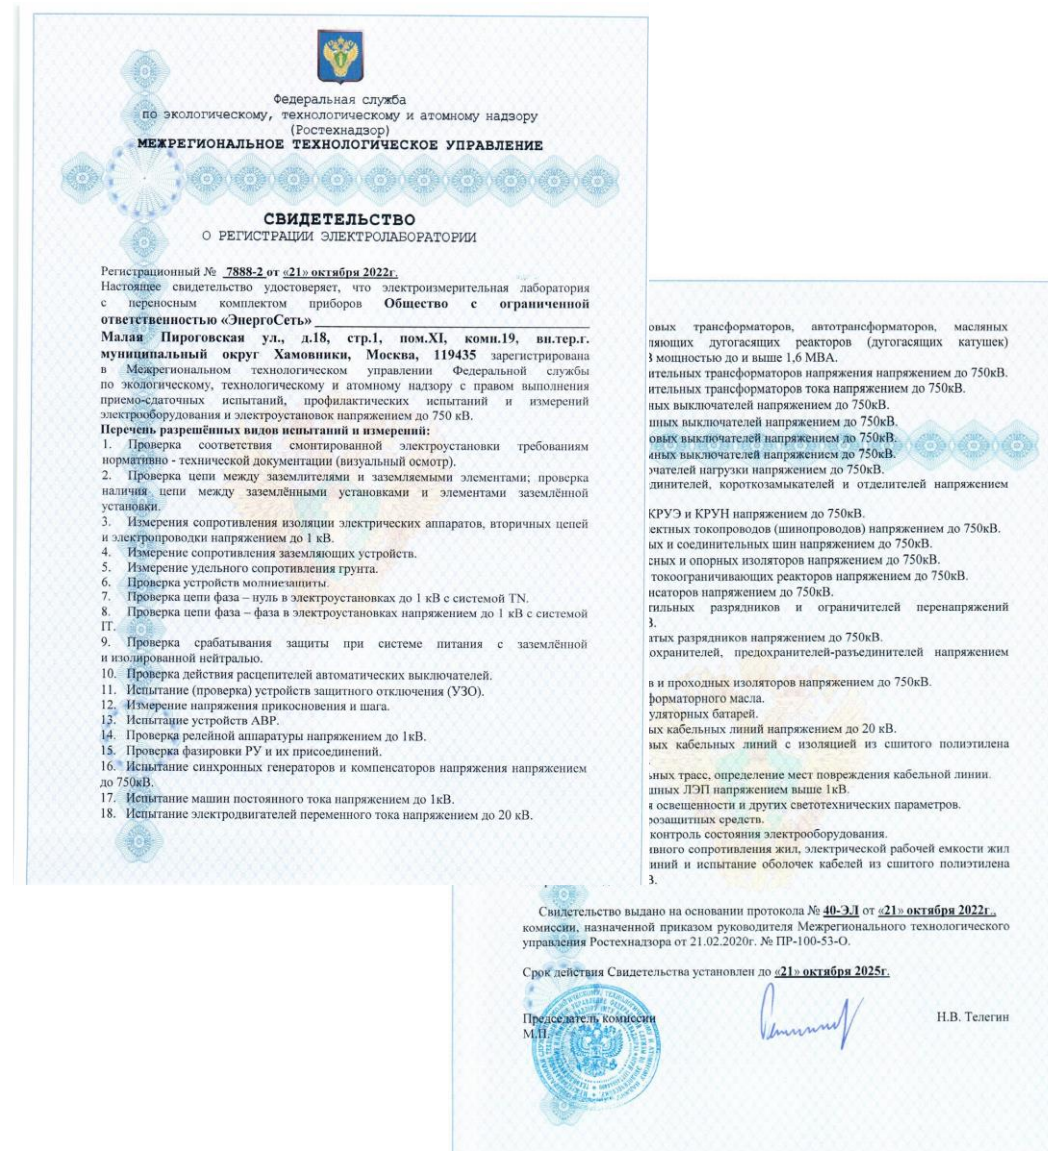 Федеральная служба
по экологическому, технологическому и атомному надзору
(Ростехнадзор)
МЕЖРЕГИОНАЛЬНОЕ ТЕХНОЛОГИЧЕСКОЕ УПРАВЛЕНИЕ
СВИДЕТЕЛЬСТВО
О РЕГИСТРАЦИИ ЭЛЕКТРОЛАБОРАТОРИИ
Регистрационный № 7888-2 от «21» октября 2022г.
Настоящее свидетельство удостоверяет, что электроизмерительная лаборатория
с переносным комплектом приборов Общество с ограниченной
ответственностью «ЭнергоСеть»
Малая Пироговская ул., д.18, стр.1, пом.XI, комн.19, вн.тер.г.
муниципальный округ Хамовники, Москва, 119435 зарегистрирована
в Межрегиональном технологическом управлении Федеральной службы
по экологическому, технологическому и атомному надзору с правом выполнения
приемо-сдаточных испытаний, профилактических испытаний и измерений
электрооборудования и электроустановок напряжением до 750 кВ.
Перечень разрешённых видов испытаний и измерений:
1. Проверка соответствия смонтированной электроустановки требованиям
нормативно - технической документации (визуальный осмотр).
2. Проверка цепи между заземлителями и заземляемыми элементами; проверка
наличия цепи между заземлёнными установками и элементами заземлённой
установки.
3. Измерения сопротивления изоляции электрических аппаратов, вторичных цепей
и электропроводки напряжением до 1 кВ.
4. Измерение сопротивления заземляющих устройств.
5. Измерение удельного сопротивления грунта.
6. Проверка устройств молниезащиты.
7. Проверка цепи фаза – нуль в электроустановках до 1 кВ с системой TN.
8. Проверка цепи фаза – фаза в электроустановках напряжением до 1 кВ с системой
IT.
9. Проверка срабатывания защиты при системе питания с заземлённой
и изолированной нейтралью.
10. Проверка действия расцепителей автоматических выключателей.
11. Испытание (проверка) устройств защитного отключения (УЗО).
12. Измерение напряжения прикосновения и шага.
13. Испытание устройств АВР.
14. Проверка релейной аппаратуры напряжением до 1кВ.
15. Проверка фазировки РУ и их присоединений.
16. Испытание синхронных генераторов и компенсаторов напряжения напряжением
до 750кВ.
17. Испытание машин постоянного тока напряжением до 1кВ.
18. Испытание электродвигателей переменного тока напряжением до 20 кВ.
трансформаторов, автотрансформаторов, масляных
дугогасящих реакторов (дугогасящих катушек)
мощностью до и выше 1,6 МВА.
трансформаторов напряжения напряжением до 750кВ.
трансформаторов тока напряжением до 750кВ.
выключателей напряжением до 750кВ.
выключателей напряжением до 750кВ.
выключателей напряжением до 750кВ.
выключателей напряжением до 750кВ.
нагрузки напряжением до 750кВ.
короткозамыкателей и отделителей напряжением
КРУЭ и КРУН напряжением до 750кВ.
токопроводов (шинопроводов) напряжением до 750кВ.
и соединительных шин напряжением до 750кВ.
и опорных изоляторов напряжением до 750кВ.
токоограничивающих реакторов напряжением до 750кВ.
напряжением до 750кВ.
разрядников и ограничителей перенапряжений
разрядников напряжением до 750кВ.
предохранителей-разъединителей напряжением
и проходных изоляторов напряжением до 750кВ.
масла.
батарей.
кабельных линий напряжением до 20 кВ.
кабельных линий с изоляцией из сшитого полиэтилена
трасс, определение мест повреждения кабельной линии.
ЛЭП напряжением выше 1кВ.
освещенности и других светотехнических параметров.
средств.
контроль состояния электрооборудования.
сопротивления жил, электрической рабочей емкости жил
и испытание оболочек кабелей из сшитого полиэтилена
Свидетельство выдано на основании протокола № 40-ЭЛ от «21» октября 2022г.,
комиссии, назначенной приказом руководителя Межрегионального технологического
управления Ростехнадзора от 21.02.2020г. № ПР-100-53-О.
Срок действия Свидетельства установлен до «21» октября 2025г.
Председатель комиссии
Н.В. Телегин
М.П.